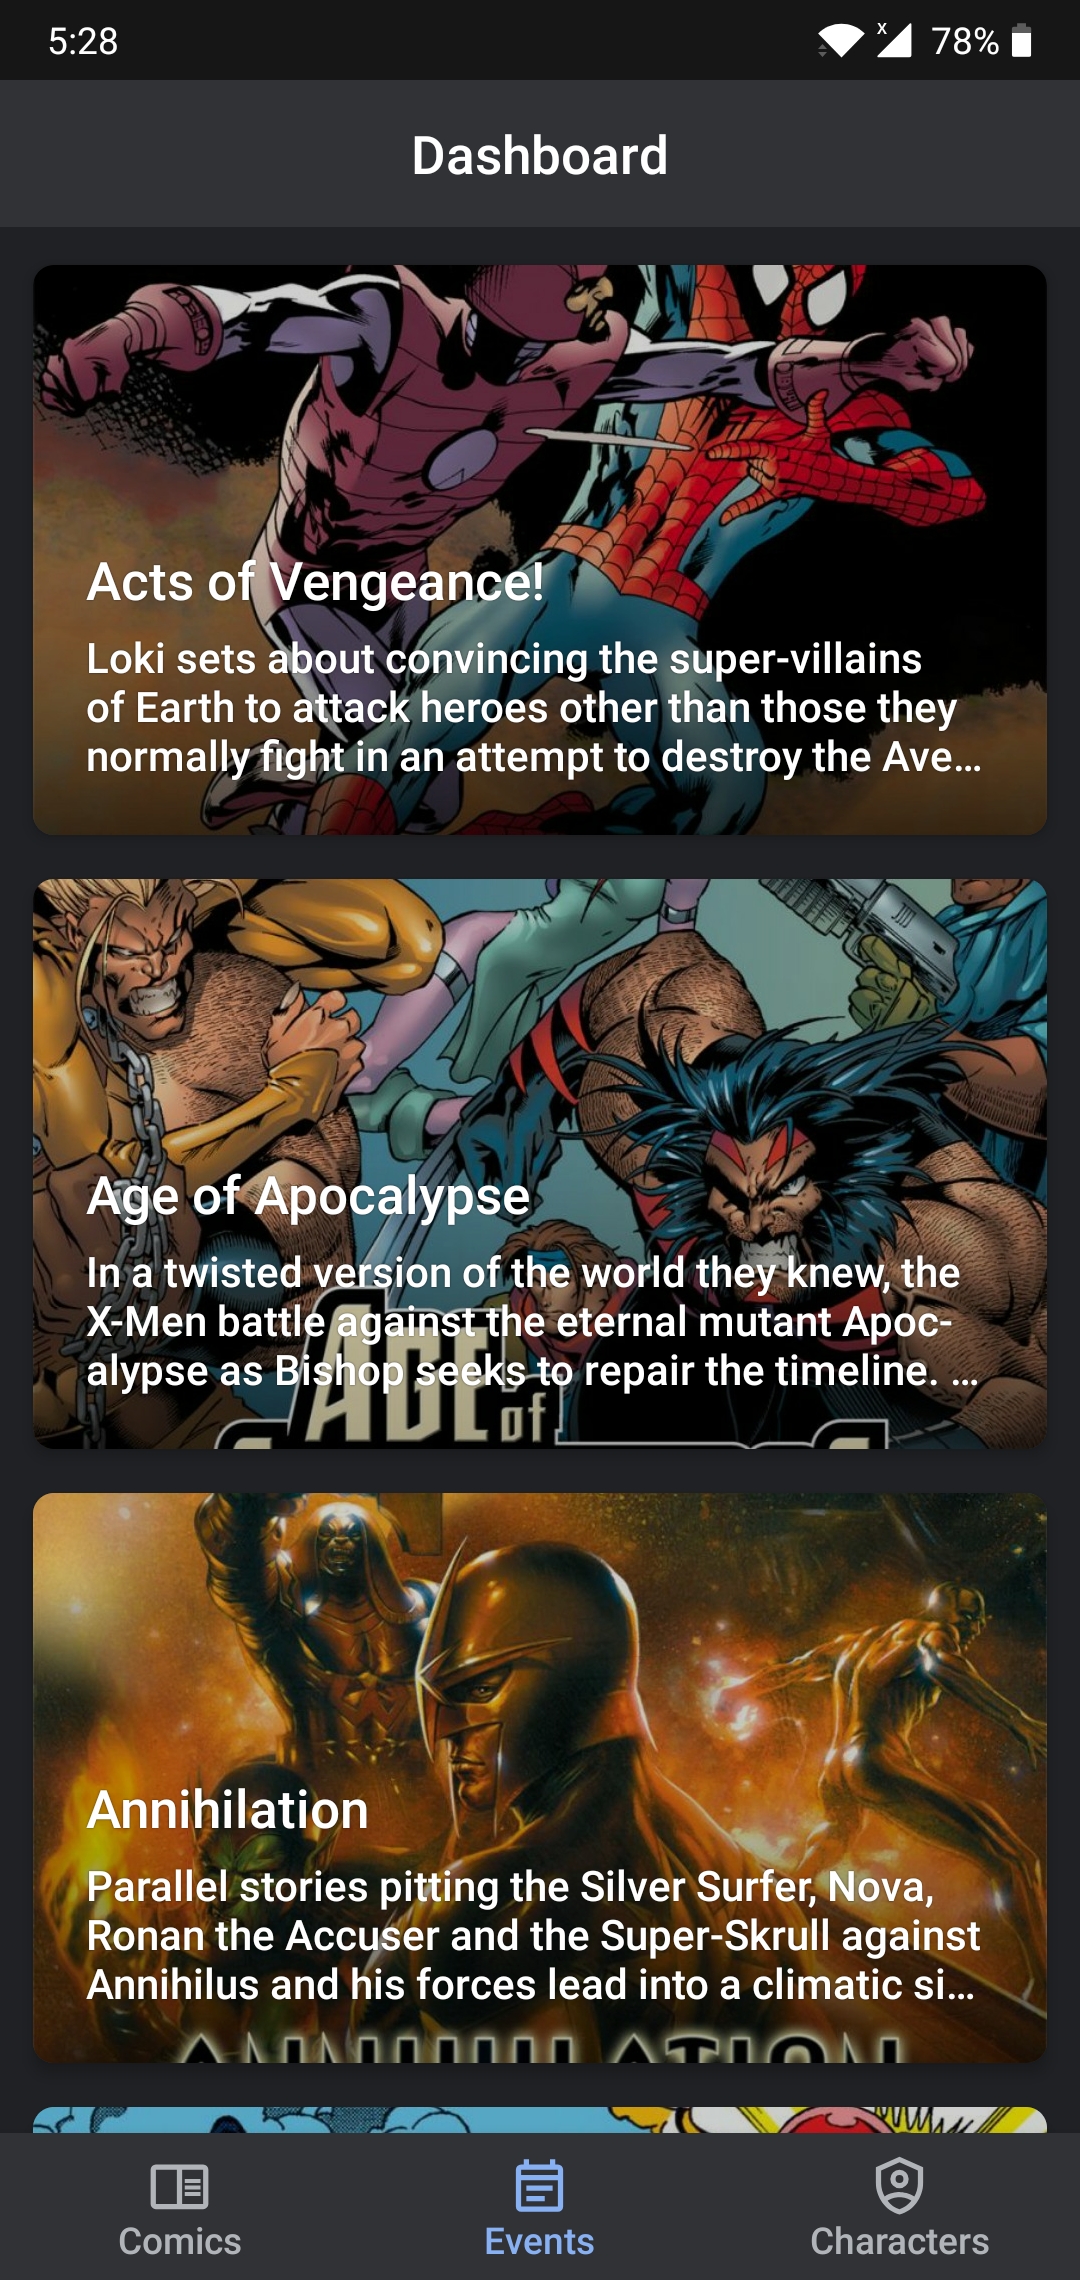 5:28
x 78%
Dashboard
Acts of Vengeance!
Loki sets about convincing the super-villains
of Earth to attack heroes other than those they
normally fight in an attempt to destroy the Ave…
Age of Apocalypse
In a twisted version of the world they knew, the
X-Men battle against the eternal mutant Apoc-
alypse as Bishop seeks to repair the timeline. …
AGE of
Annihilation
Parallel stories pitting the Silver Surfer, Nova,
Ronan the Accuser and the Super-Skrull against
Annihilus and his forces lead into a climatic si…
ANNIHILATION
Comics
Events
Characters